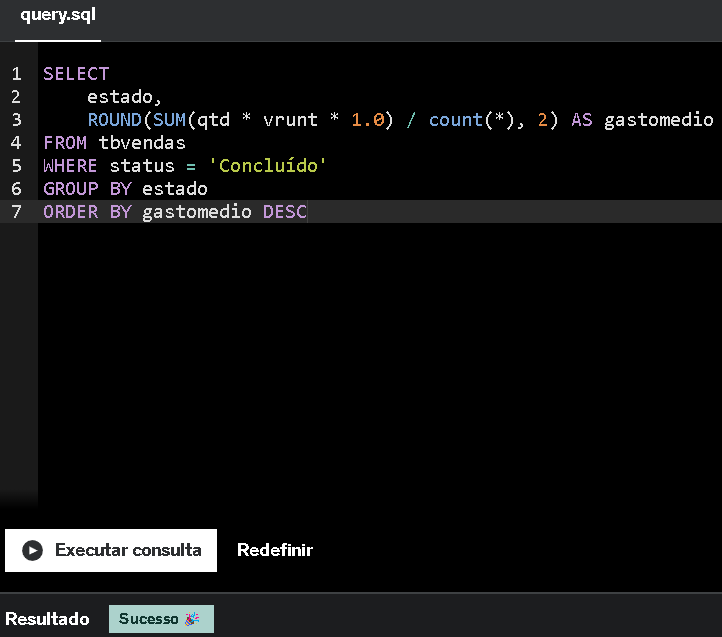 query.sql
1 SELECT
2 estado,
3 ROUND(SUM(qtd * vrunt * 1.0) / count(*), 2) AS gastomedio
4 FROM tbvendas
5 WHERE status = 'Concluído'
6 GROUP BY estado
7 ORDER BY gastomedio DESC
Executar consulta Redefinir
Resultado Sucesso 🎉